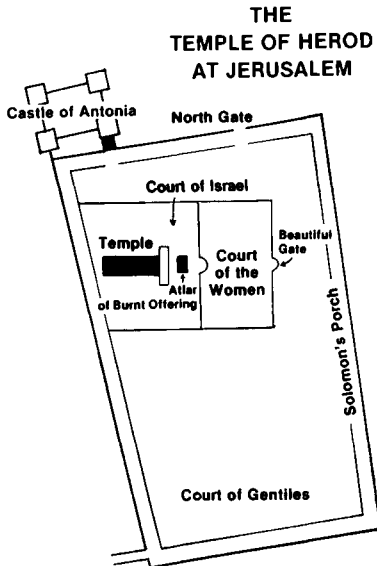 THE
TEMPLE OF HEROD
AT JERUSALEM
Castle of Antonia
North Gate
Court of Israel
Temple
Beautiful
Gate
Court
of the
Women
Atlar
of Burnt Offering
Solomon's Porch
Court of Gentiles